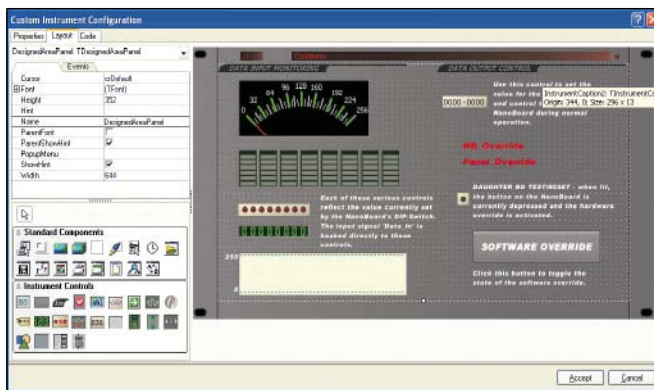 Custom Instrument Configuration
Properties Layout Code
DesignedAreaPanel TDesignedAreaPanel
Events
Cursor crDefault
Font (TFont)
Height 352
Hint
Name DesignedAreaPanel
ParentFont
ParentShowHint
PopupMenu
ShowHint
Width 644
Standard Components
Instrument Controls
DATA INPUT MONITORING
0 32 64 96 128 160 192 224 256
Each of these various controls
reflect the value currently set
by the NanoBoard's DIP-Switch.
The input signal 'Data_In' is
hooked directly to these
controls.
255
0
DATA OUTPUT CONTROL
Use this control to set the
value for the
and control
NanoBoard during normal
operation.
0000-0000
InstrumentCaption2: TInstrumentCa
Origin: 344, 0; Size: 296 x 13
NB_Override
Panel_Override
DAUGHTER BD TEST/RESET - when lit,
the button on the NanoBoard is
currently depressed and the hardware
override is activated.
SOFTWARE OVERRIDE
Click this button to toggle the
state of the software override.
Accept Cancel